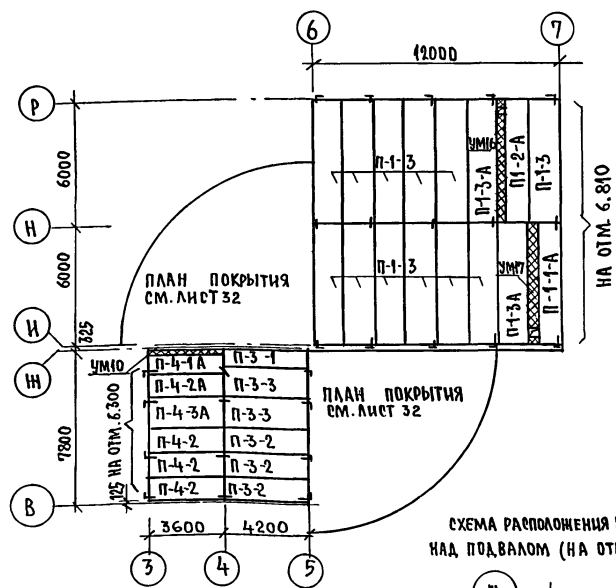 6
7
12000
Р
6000
УМ16
П-1-3
П-1-3-А
П1-2-А
П-1-3
НА ОТМ. 6.810
Н
6000
П-1-3
УМ17
П-1-3А
П-1-1-А
ПЛАН ПОКРЫТИЯ
СМ. ЛИСТ 32
И
325
Ж
УМ10
П-4-1А
П-3-1
П-4-2А
П-3-3
ПЛАН ПОКРЫТИЯ
СМ. ЛИСТ 32
П-4-3А
П-3-3
7800
НА ОТМ. 6.300
П-4-2
П-3-2
П-4-2
П-3-2
В
125
П-4-2
П-3-2
3600
4200
3
4
5
СХЕМА РАСПОЛОЖЕНИЯ
НАД ПОДВАЛОМ (НА ОТ